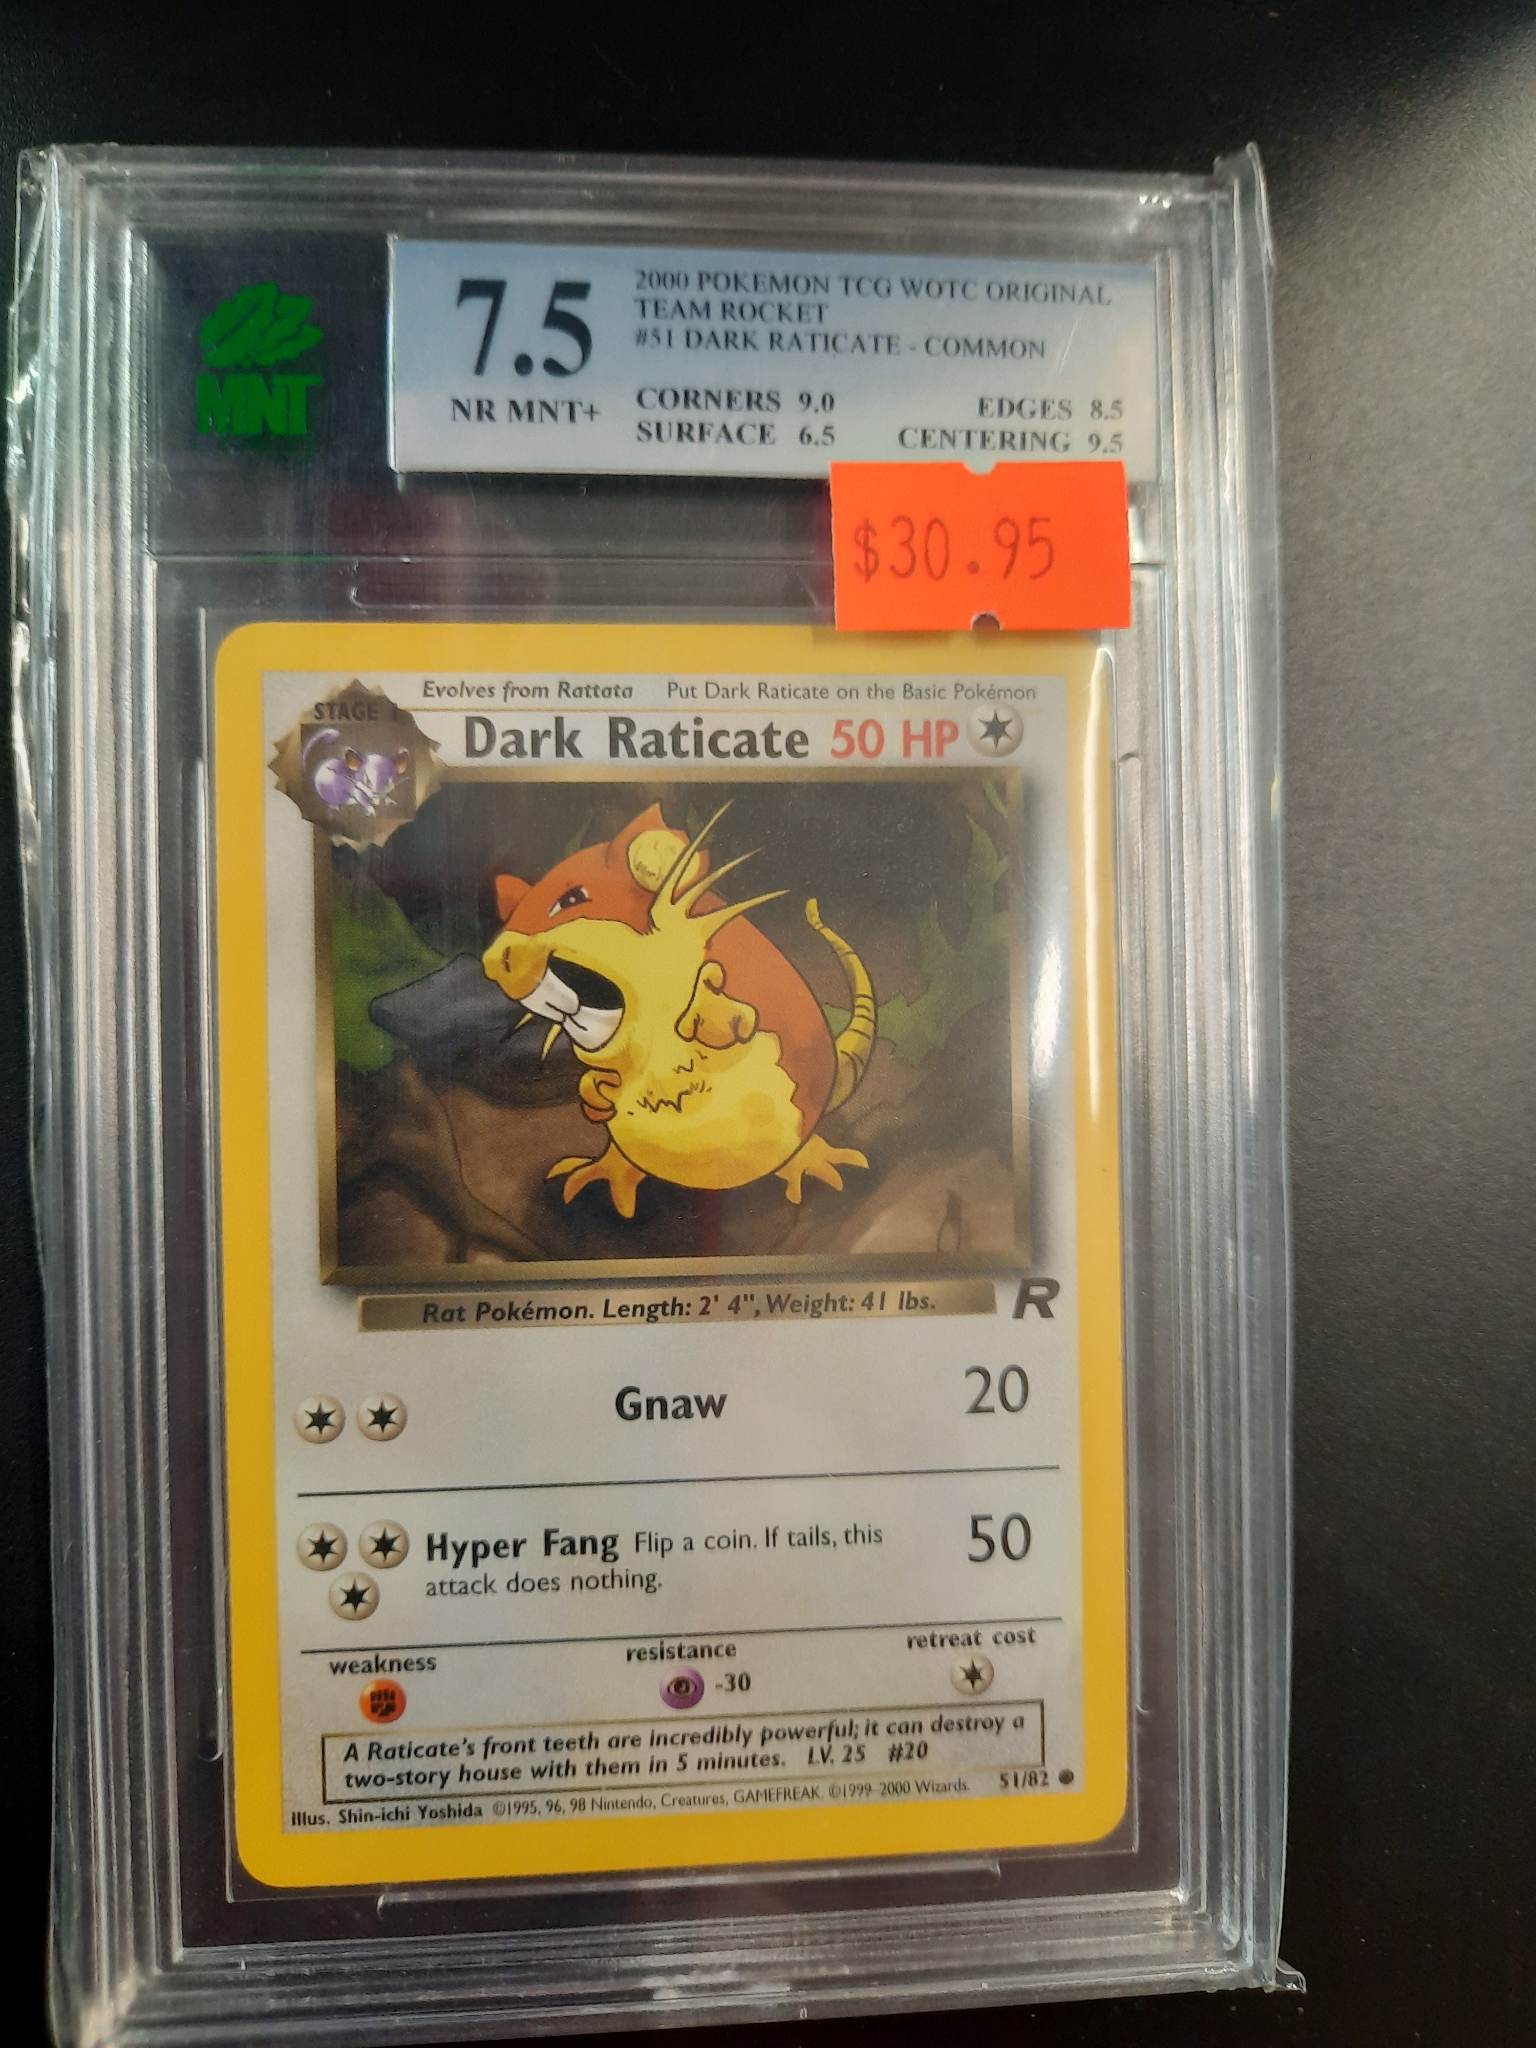 MNT
7.5
NR MNT+
2000 POKEMON TCG WOTC ORIGINAL
TEAM ROCKET
#51 DARK RATICATE - COMMON
CORNERS 9.0 EDGES 8.5
SURFACE 6.5 CENTERING 9.5
$30.95
Evolves from Rattata Put Dark Raticate on the Basic Pokémon
STAGE 1
Dark Raticate 50 HP
Rat Pokémon. Length: 2' 4", Weight: 41 lbs.
R
Gnaw 20
Hyper Fang Flip a coin. If tails, this
attack does nothing.
50
weakness resistance retreat cost
-30
A Raticate's front teeth are incredibly powerful; it can destroy a
two-story house with them in 5 minutes. LV. 25 #20
Illus. Shin-ichi Yoshida ©1995, 96, 98 Nintendo, Creatures, GAMEFREAK. ©1999-2000 Wizards. 51/82